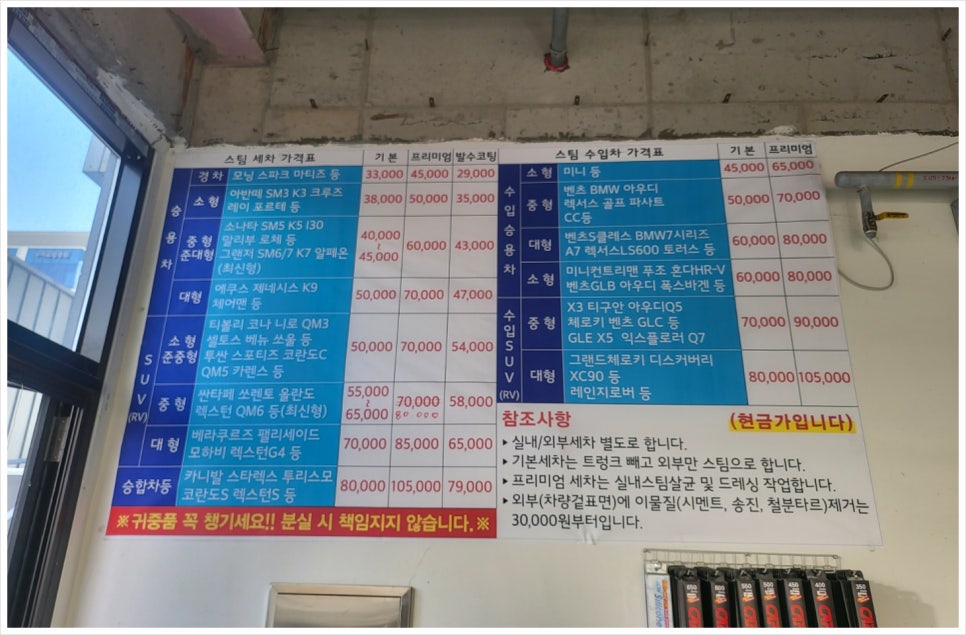 스팀 세차 가격표 기 본 프리미엄 발수코팅
승용차
경차 모닝 스파크 마티즈 등 33,000 45,000 29,000
소 형 아반떼 SM3 K3 크루즈
레이 포르테 등 38,000 50,000 35,000
중 형
준대형
소나타 SM5 K5 I30
말리부 로체 등
그랜저 SM6/7 K7 알페온
(최신형)
40,000
~
45,000
60,000 43,000
대형 에쿠스 제네시스 K9
체어맨 등 50,000 70,000 47,000
SUV
(RV)
소 형
준중형
티볼리 코나 니로 QM3
셀토스 베뉴 쏘울 등
투싼 스포티즈 코란도C
QM5 카렌스 등
50,000 70,000 54,000
중 형 싼타페 쏘렌토 올란도
렉스턴 QM6 등(최신형)
55,000
~
65,000
70,000
80.000
58,000
대 형 베라쿠르즈 팰리세이드
모하비 렉스턴G4 등 70,000 85,000 65,000
승합차등 카니발 스타렉스 투리스모
코란도S 렉스턴S 등 80,000 105,000 79,000
※귀중품 꼭 챙기세요!! 분실 시 책임지지 않습니다.※
스팀 수입차 가격표 기 본 프리미엄
수입승용차
소 형 미니 등 45,000 65,000
중 형 벤츠 BMW 아우디
렉서스 골프 파사트
CC등 50,000 70,000
대형 벤츠S클레스 BMW7시리즈
A7 렉서스LS600 토러스 등 60,000 80,000
수입SUV
(RV)
소 형 미니컨트리맨 푸조 혼다HR-V
벤츠GLB 아우디 폭스바겐 등 60,000 80,000
중 형 X3 티구안 아우디Q5
체로키 벤츠 GLC 등
GLE X5 익스플로러 Q7 70,000 90,000
대형 그랜드체로키 디스커버리
XC90 등
레인지로버 등 80,000 105,000
참조사항 (현금가입니다)
▸실내/외부세차 별도로 합니다.
▸기본세차는 트렁크 빼고 외부만 스팀으로 합니다.
▸프리미엄 세차는 실내스팀살균 및 드레싱 작업합니다.
▸외부(차량겉표면)에 이물질(시멘트, 송진, 철분타르)제거는
30,000원부터입니다.
650 600 550 500 450 400 350